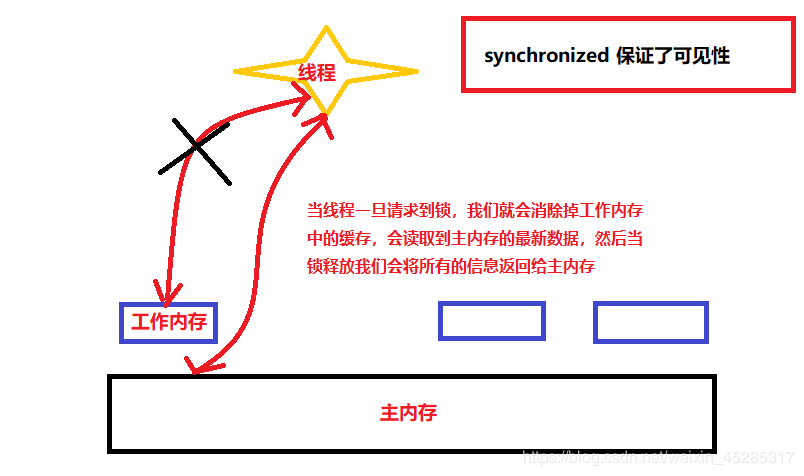 synchronized 保证了可见性
线程
当线程一旦请求到锁，我们就会消除掉工作内存
中的缓存，会读取到主内存的最新数据，然后当
锁释放我们会将所有的信息返回给主内存
工作内存
主内存
https://blog.csdn.net/weixin_45285317